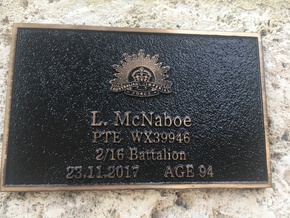 L. McNaboe
PTE WX39946
2/16 Battalion
23.11.2017 AGE 94